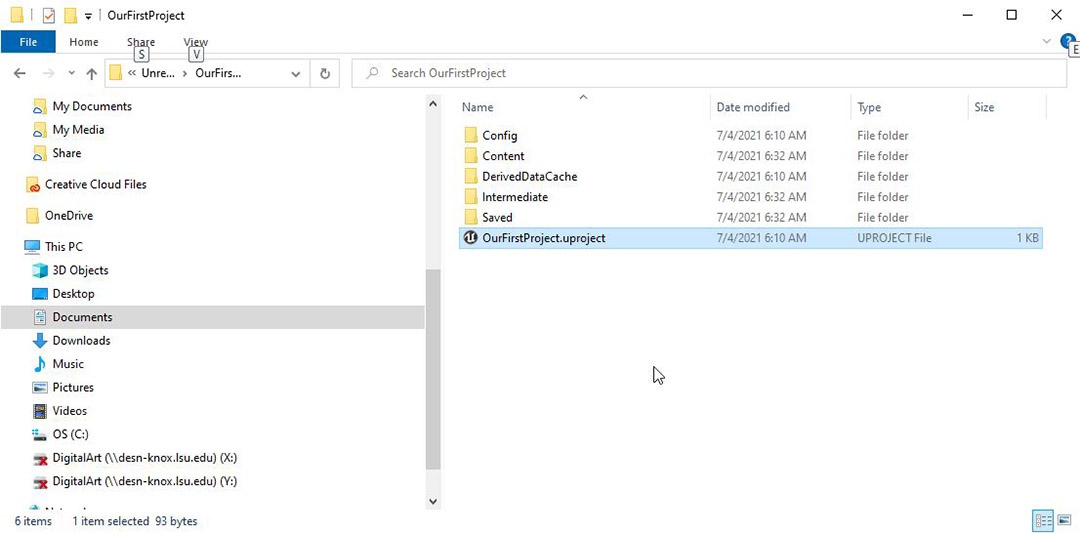 OurFirstProject
File Home Share View
S V E
« Unre... › OurFirs... Search OurFirstProject
Name Date modified Type Size
My Documents
My Media
Share
Creative Cloud Files
OneDrive
This PC
3D Objects
Desktop
Documents
Downloads
Music
Pictures
Videos
OS (C:)
DigitalArt (\\desn-knox.lsu.edu) (X:)
DigitalArt (\\desn-knox.lsu.edu) (Y:)
Config 7/4/2021 6:10 AM File folder
Content 7/4/2021 6:32 AM File folder
DerivedDataCache 7/4/2021 6:10 AM File folder
Intermediate 7/4/2021 6:32 AM File folder
Saved 7/4/2021 6:32 AM File folder
OurFirstProject.uproject 7/4/2021 6:10 AM UPROJECT File 1 KB
6 items 1 item selected 93 bytes